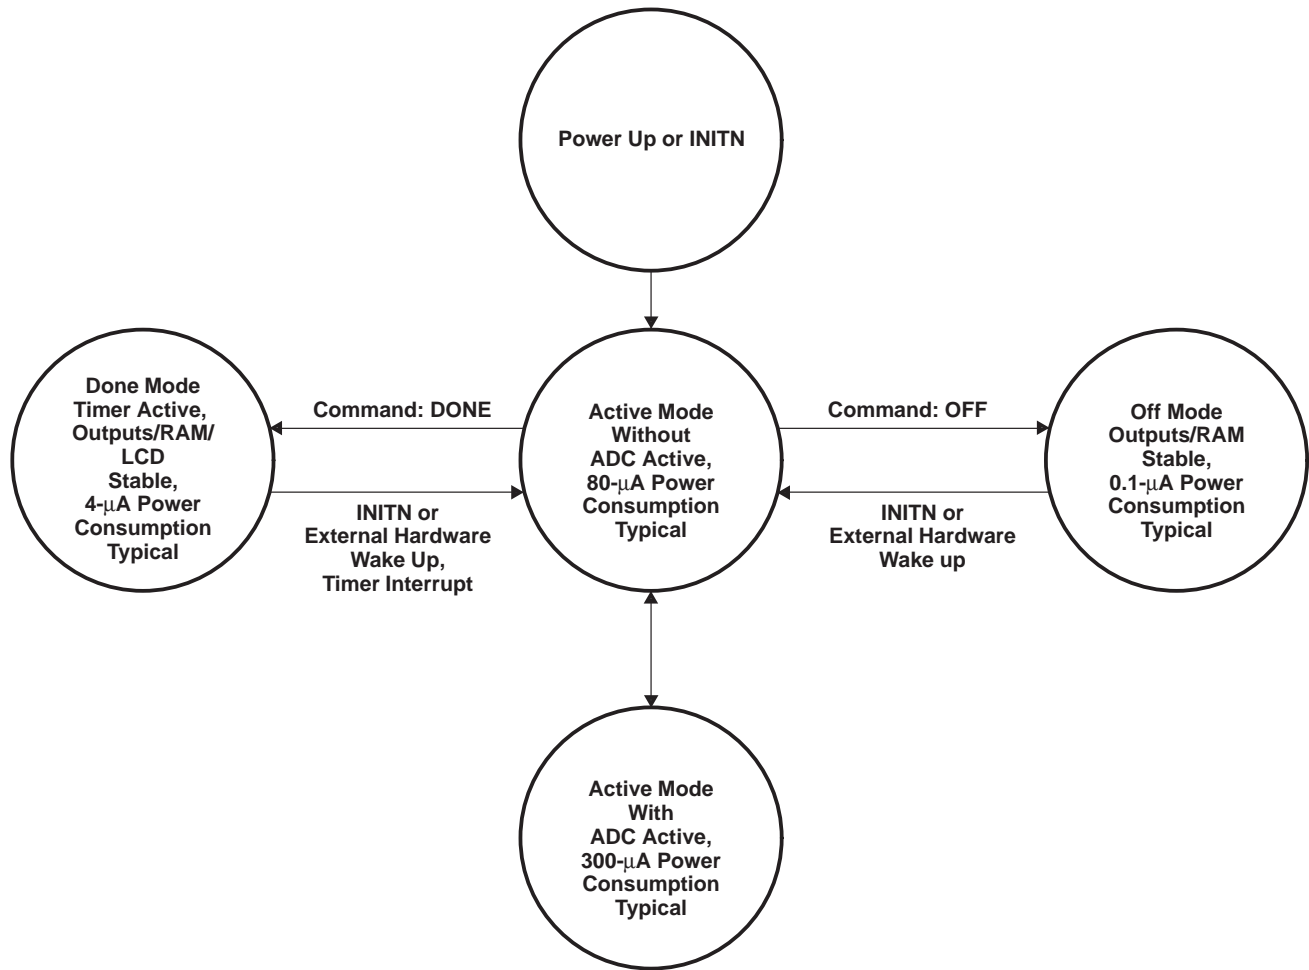 Power Up or INITN
Done Mode
Timer Active,
Outputs/RAM/
LCD
Stable,
4-μA Power
Consumption
Typical
Command: DONE
INITN or
External Hardware
Wake Up,
Timer Interrupt
Active Mode
Without
ADC Active,
80-μA Power
Consumption
Typical
Command: OFF
INITN or
External Hardware
Wake up
Off Mode
Outputs/RAM
Stable,
0.1-μA Power
Consumption
Typical
Active Mode
With
ADC Active,
300-μA Power
Consumption
Typical